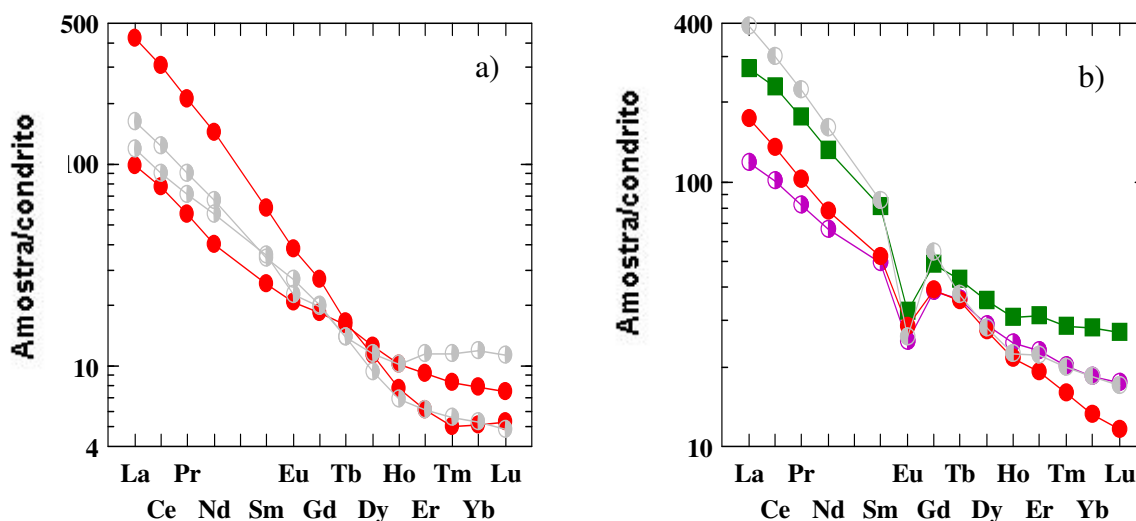 500
100
10
4
Amostra/condrito
a)
La Pr Eu Tb Ho Tm Lu
Ce Nd Sm Gd Dy Er Yb
400
100
10
Amostra/condrito
b)
La Pr Eu Tb Ho Tm Lu
Ce Nd Sm Gd Dy Er Yb